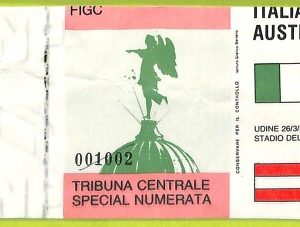 FIGC
001002
TRIBUNA CENTRALE
SPECIAL NUMERATA
CONSERVARE PER IL CONTROLLO
ITALIA
AUST
UDINE 26/3/
STADIO DEL